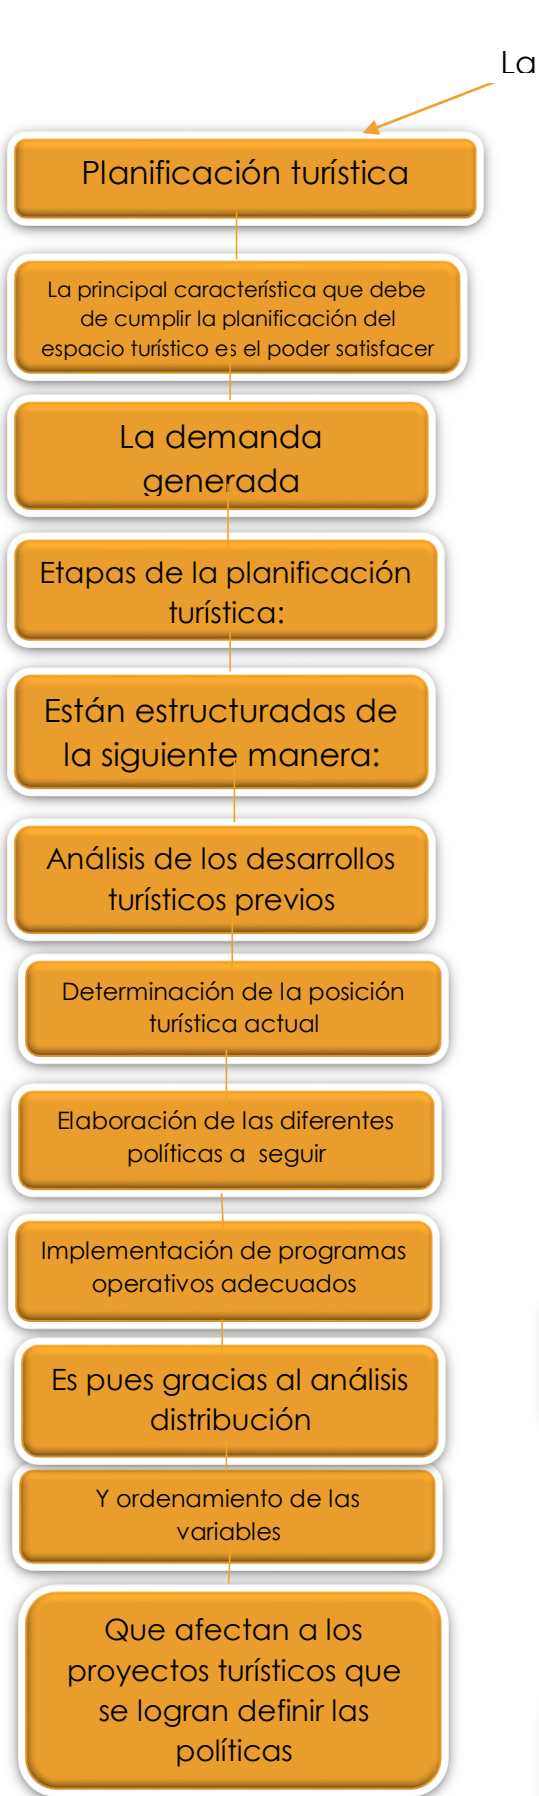 La
Planificación turística
La principal característica que debe
de cumplir la planificación del
espacio turístico es el poder satisfacer
La demanda
generada
Etapas de la planificación
turística:
Están estructuradas de
la siguiente manera:
Análisis de los desarrollos
turísticos previos
Determinación de la posición
turística actual
Elaboración de las diferentes
políticas a  seguir
Implementación de programas
operativos adecuados
Es pues gracias al análisis
distribución
Y ordenamiento de las
variables
Que afectan a los
proyectos turísticos que
se logran definir las
políticas